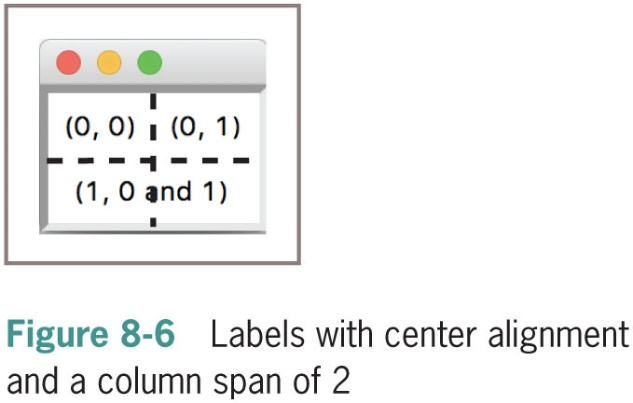 (0, 0) (0, 1)
(1, 0 and 1)
Figure 8-6 Labels with center alignment
and a column span of 2